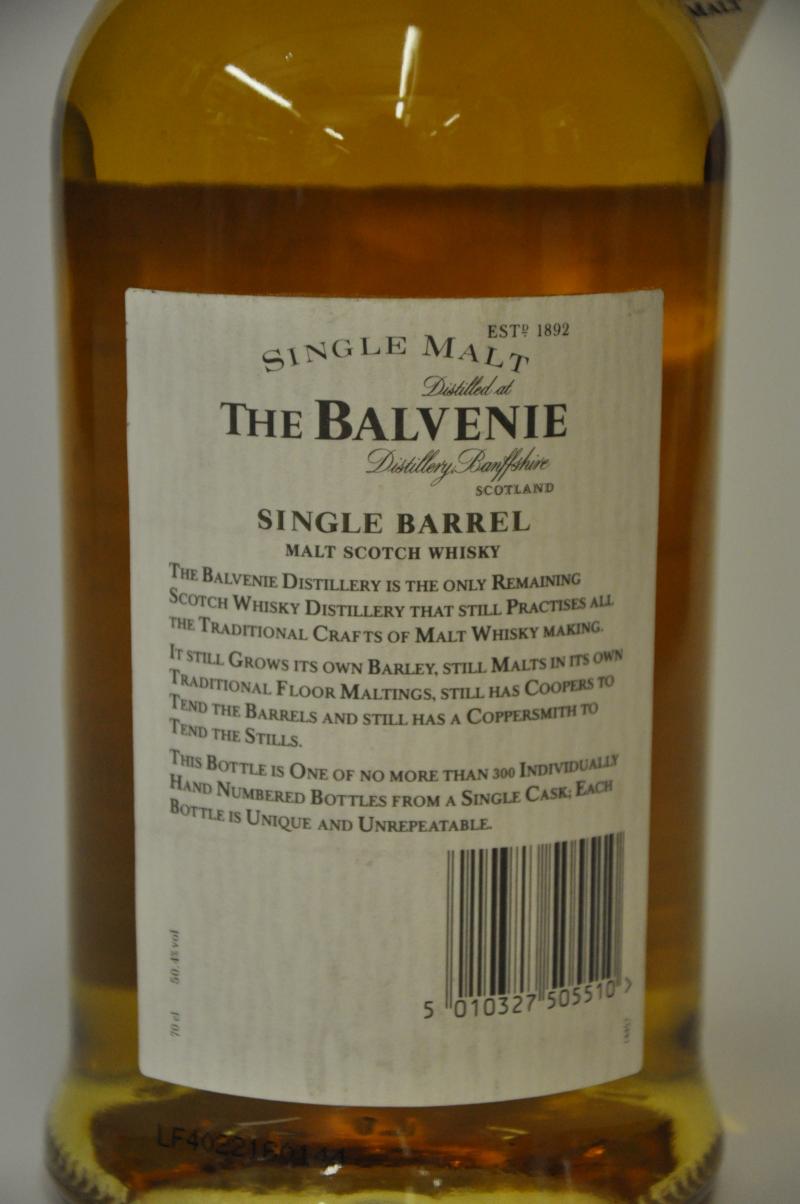 MALT
ESTD 1892
SINGLE MALT
Distilled at
THE BALVENIE
Distillery, Banffshire
SCOTLAND
SINGLE BARREL
MALT SCOTCH WHISKY
THE BALVENIE DISTILLERY IS THE ONLY REMAINING
SCOTCH WHISKY DISTILLERY THAT STILL PRACTISES ALL
THE TRADITIONAL CRAFTS OF MALT WHISKY MAKING.
IT STILL GROWS ITS OWN BARLEY, STILL MALTS IN ITS OWN
TRADITIONAL FLOOR MALTINGS, STILL HAS COOPERS TO
TEND THE BARRELS AND STILL HAS A COPPERSMITH TO
TEND THE STILLS.
THIS BOTTLE IS ONE OF NO MORE THAN 300 INDIVIDUALLY
HAND NUMBERED BOTTLES FROM A SINGLE CASK; EACH
BOTTLE IS UNIQUE AND UNREPEATABLE.
70 cl 50.4% vol
5 010327 505510 >